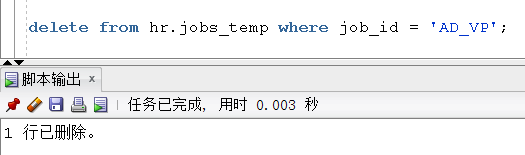 delete from hr.jobs_temp where job_id = 'AD_VP';
脚本输出 ×
任务已完成, 用时 0.003 秒
1 行已删除。